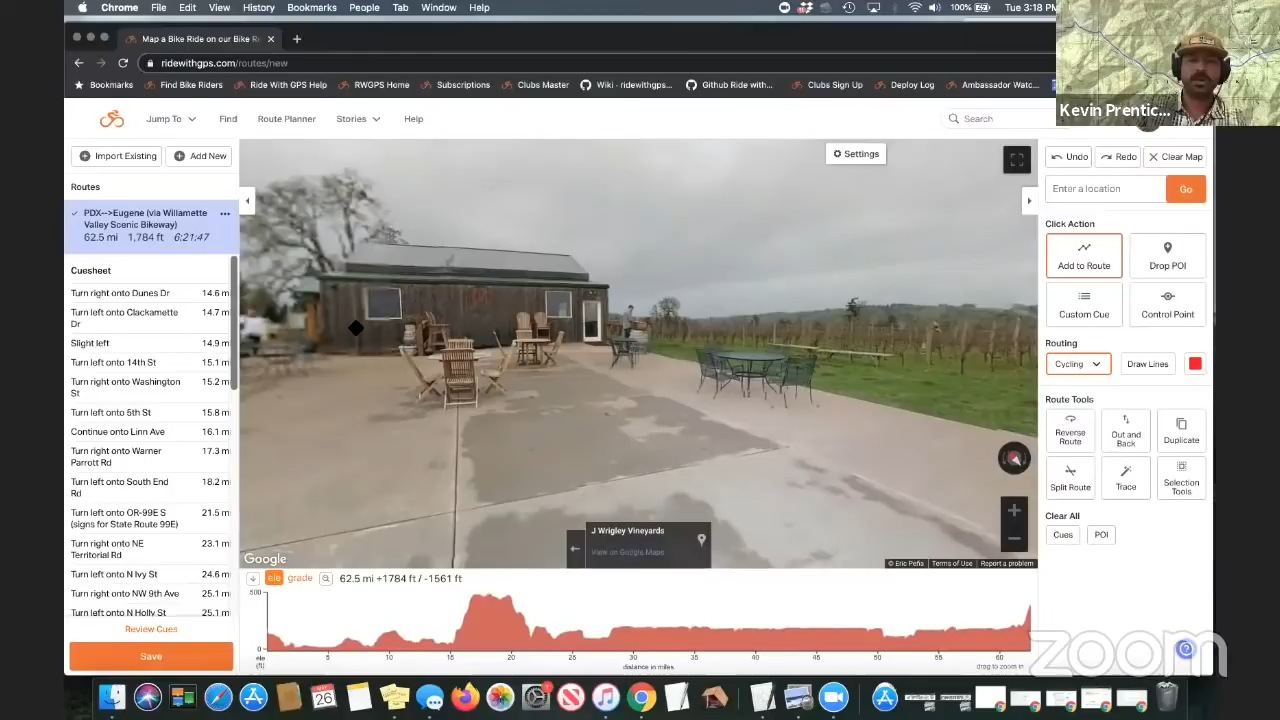 Chrome File Edit View History Bookmarks People Tab Window Help
100% Tue 3:18 PM
Map a Bike Ride on our Bike R
ridewithgps.com/routes/new
Bookmarks Find Bike Riders Ride With GPS Help RWGPS Home Subscriptions Clubs Master Wiki · ridewithgps... Github Ride with... Clubs Sign Up Deploy Log Ambassador Watc...
Kevin Prentic...
Jump To Find Route Planner Stories Help
Search
Import Existing Add New
Routes
PDX-->Eugene (via Willamette
Valley Scenic Bikeway)
62.5 mi 1,784 ft 6:21:47
Cuesheet
Turn right onto Dunes Dr 14.6 m
Turn left onto Clackamette
Dr 14.7 m
Slight left 14.9 m
Turn left onto 14th St 15.1 m
Turn right onto Washington
St 15.2 m
Turn left onto 5th St 15.8 m
Continue onto Linn Ave 16.1 m
Turn right onto Warner
Parrott Rd 17.3 m
Turn left onto South End
Rd 18.2 m
Turn left onto OR-99E S
(signs for State Route 99E) 21.5 m
Turn right onto NE
Territorial Rd 23.1 m
Turn left onto N Ivy St 24.6 m
Turn right onto NW 9th Ave 25.1 m
Turn left onto N Holly St
Review Cues
Save
Settings
J Wrigley Vineyards
View on Google Maps
Google
© Eric Peña Terms of Use Report a problem
ele grade 62.5 mi +1784 ft / -1561 ft
500
0
ele
(ft)
5 10 15 20 25 30 35 40 45 50 55 60
distance in miles
drag to zoom in
Undo Redo Clear Map
Enter a location Go
Click Action
Add to Route Drop POI
Custom Cue Control Point
Routing
Cycling Draw Lines
Route Tools
Reverse
Route
Out and
Back
Duplicate
Split Route
Trace
Selection
Tools
Clear All
Cues POI
zoom
26